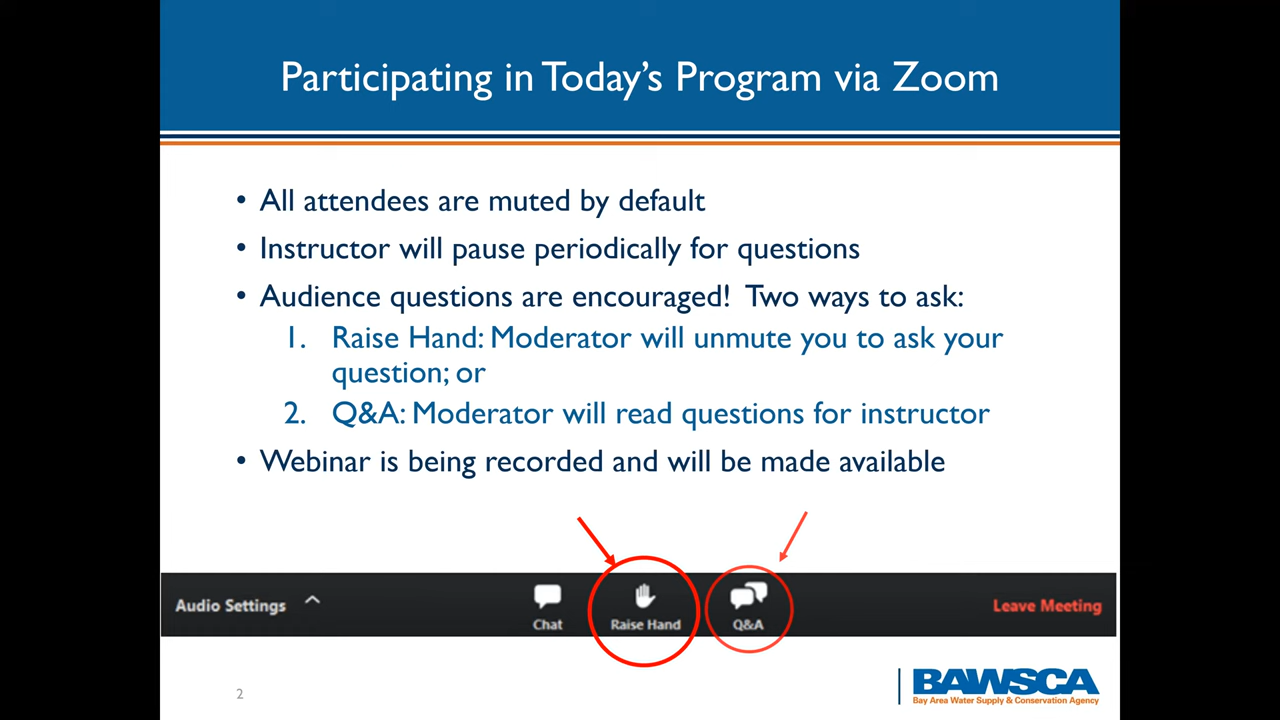 Participating in Today's Program via Zoom
• All attendees are muted by default
• Instructor will pause periodically for questions
• Audience questions are encouraged! Two ways to ask:
1. Raise Hand: Moderator will unmute you to ask your
question; or
2. Q&A: Moderator will read questions for instructor
• Webinar is being recorded and will be made available
Audio Settings
Chat
Raise Hand
Q&A
Leave Meeting
2
BAWSCA
Bay Area Water Supply & Conservation Agency